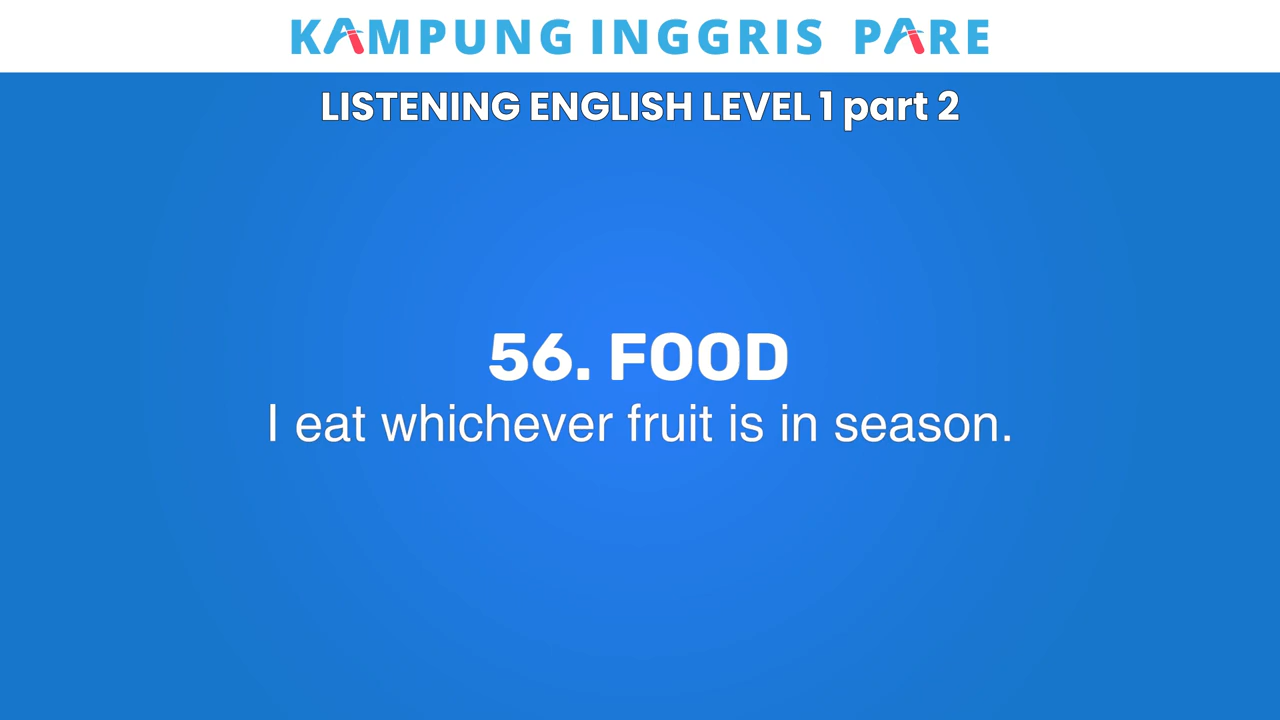 KAMPUNG INGGRIS PARE
LISTENING ENGLISH LEVEL 1 part 2
56. FOOD
I eat whichever fruit is in season.